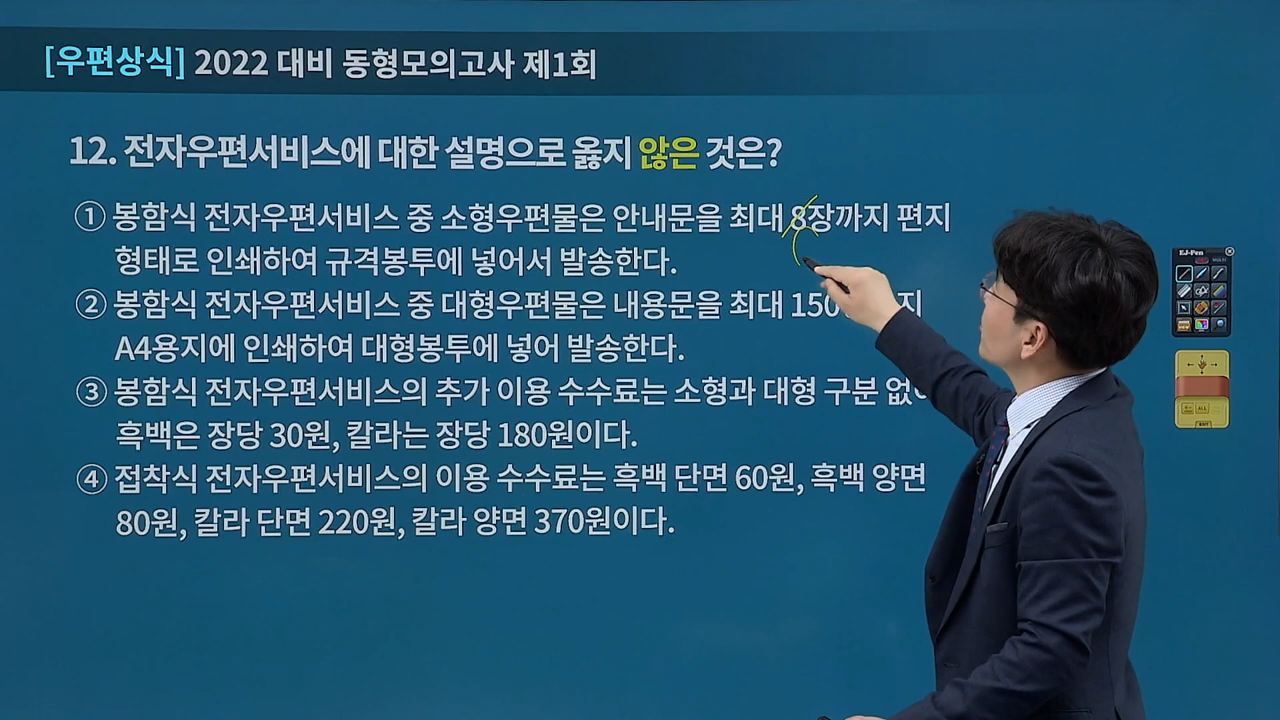 [우편상식] 2022 대비 동형모의고사 제1회
12. 전자우편서비스에 대한 설명으로 옳지 않은 것은?
① 봉함식 전자우편서비스 중 소형우편물은 안내문을 최대 8장까지 편지
형태로 인쇄하여 규격봉투에 넣어서 발송한다.
② 봉함식 전자우편서비스 중 대형우편물은 내용문을 최대 150
A4용지에 인쇄하여 대형봉투에 넣어 발송한다.
③ 봉함식 전자우편서비스의 추가 이용 수수료는 소형과 대형 구분
흑백은 장당 30원, 칼라는 장당 180원이다.
④ 접착식 전자우편서비스의 이용 수수료는 흑백 단면 60원, 흑백 양면
80원, 칼라 단면 220원, 칼라 양면 370원이다.
EJ-Pen
ALL
EXIT